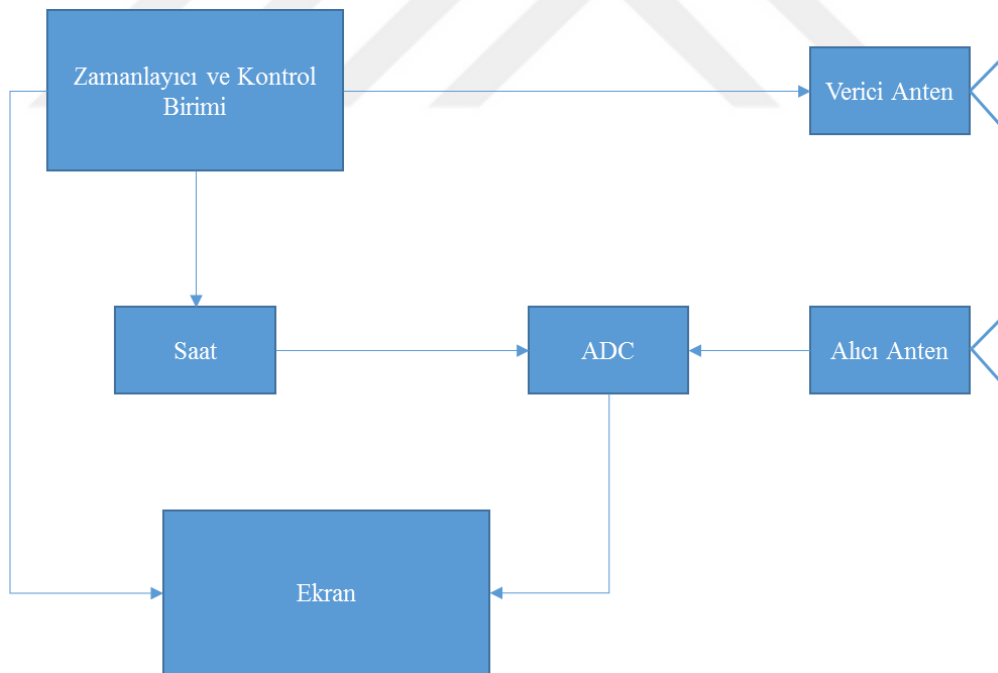 Zamanlayıcı ve Kontrol
Birimi
Verici Anten
Saat
ADC
Alıcı Anten
Ekran